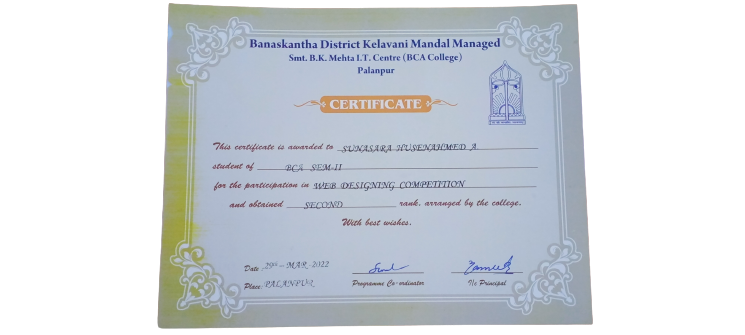 Banaskantha District Kelavani Mandal Managed
Smt. B.K. Mehta I.T. Centre (BCA College)
Palanpur
CERTIFICATE
This certificate is awarded to SUNASARA HUSENAHMED A
student of BCA SEM-II
for the participation in WEB DESIGNING COMPETITION
and obtained SECOND rank, arranged by the college.
With best wishes.
Date : 29th - MAR - 2022
Place: PALANPUR
Programme Co-ordinator
I/c Principal